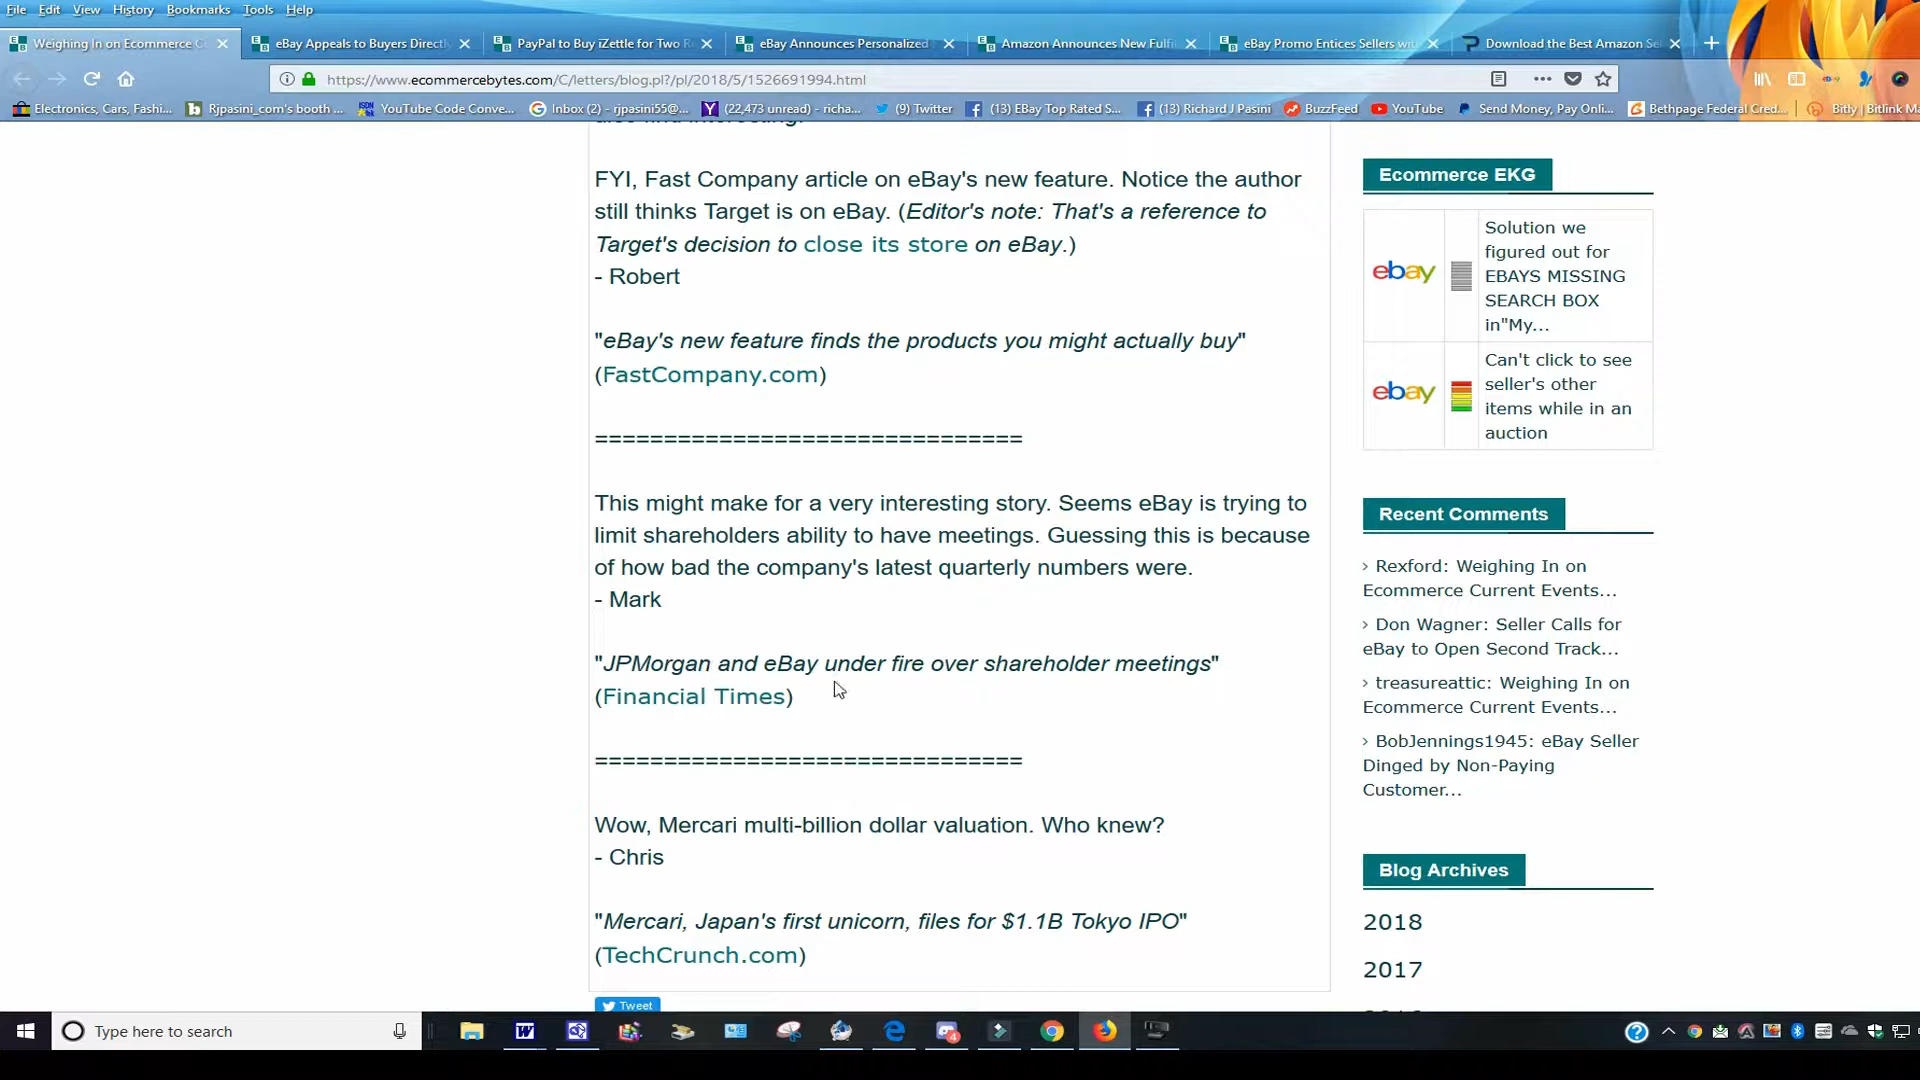 File Edit View History Bookmarks Tools Help
Weighing In on Ecommerce C
eBay Appeals to Buyers Directl
PayPal to Buy iZettle for Two
eBay Announces Personalized
Amazon Announces New Fulfi
eBay Promo Entices Sellers wi
Download the Best Amazon Se
https://www.ecommercebytes.com/C/letters/blog.pl?/pl/2018/5/1526691994.html
Electronics, Cars, Fashi...
Rjpasini_com's booth ...
YouTube Code Conve...
Inbox (2) - rjpasini55@...
(22,473 unread) - richa...
(9) Twitter
(13) EBay Top Rated S...
(13) Richard J Pasini
BuzzFeed
YouTube
Send Money, Pay Onli...
Bethpage Federal Cred...
Bitly | Bitlink Ma
also find interesting:
FYI, Fast Company article on eBay's new feature. Notice the author
still thinks Target is on eBay. (Editor's note: That's a reference to
Target's decision to close its store on eBay.)
- Robert
"eBay's new feature finds the products you might actually buy"
(FastCompany.com)
===============================
This might make for a very interesting story. Seems eBay is trying to
limit shareholders ability to have meetings. Guessing this is because
of how bad the company's latest quarterly numbers were.
- Mark
"JPMorgan and eBay under fire over shareholder meetings"
(Financial Times)
===============================
Wow, Mercari multi-billion dollar valuation. Who knew?
- Chris
"Mercari, Japan's first unicorn, files for $1.1B Tokyo IPO"
(TechCrunch.com)
Tweet
Ecommerce EKG
ebay
Solution we
figured out for
EBAYS MISSING
SEARCH BOX
in"My...
ebay
Can't click to see
seller's other
items while in an
auction
Recent Comments
> Rexford: Weighing In on
Ecommerce Current Events...
> Don Wagner: Seller Calls for
eBay to Open Second Track...
> treasureattic: Weighing In on
Ecommerce Current Events...
> BobJennings1945: eBay Seller
Dinged by Non-Paying
Customer...
Blog Archives
2018
2017
Type here to search